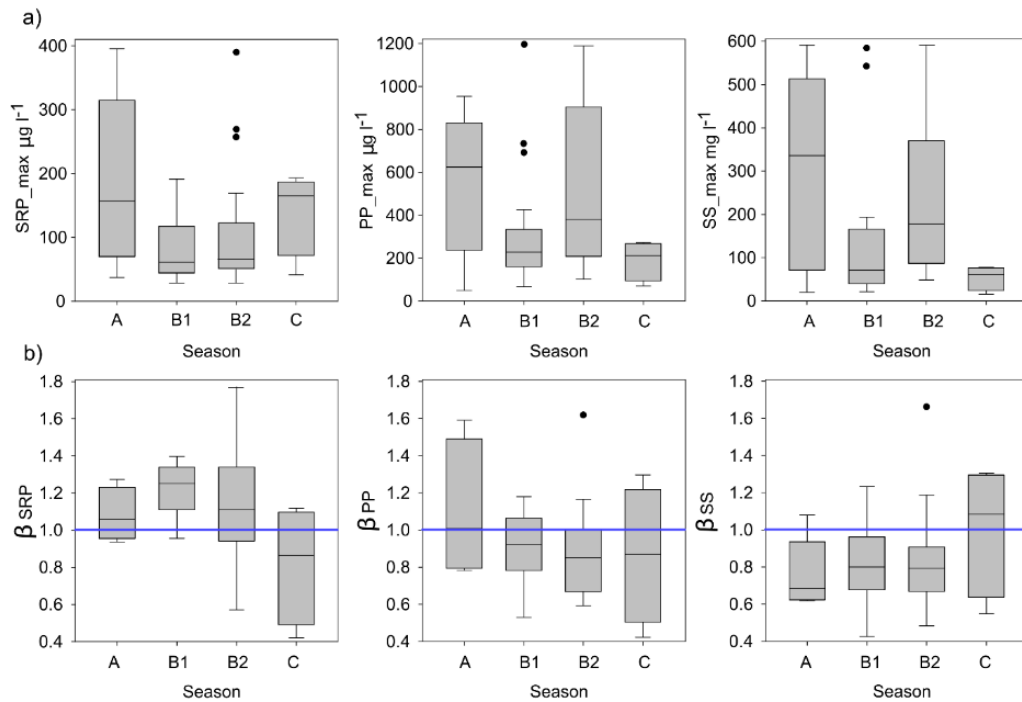 a)
SRP_max µg l-1
400
300
200
100
0
A B1 B2 C
Season
PP_max µg l-1
1200
1000
800
600
400
200
0
A B1 B2 C
Season
SS_max mg l-1
600
500
400
300
200
100
0
A B1 B2 C
Season
b)
β SRP
1.8
1.6
1.4
1.2
1.0
0.8
0.6
0.4
A B1 B2 C
Season
β PP
1.8
1.6
1.4
1.2
1.0
0.8
0.6
0.4
A B1 B2 C
Season
β SS
1.8
1.6
1.4
1.2
1.0
0.8
0.6
0.4
A B1 B2 C
Season